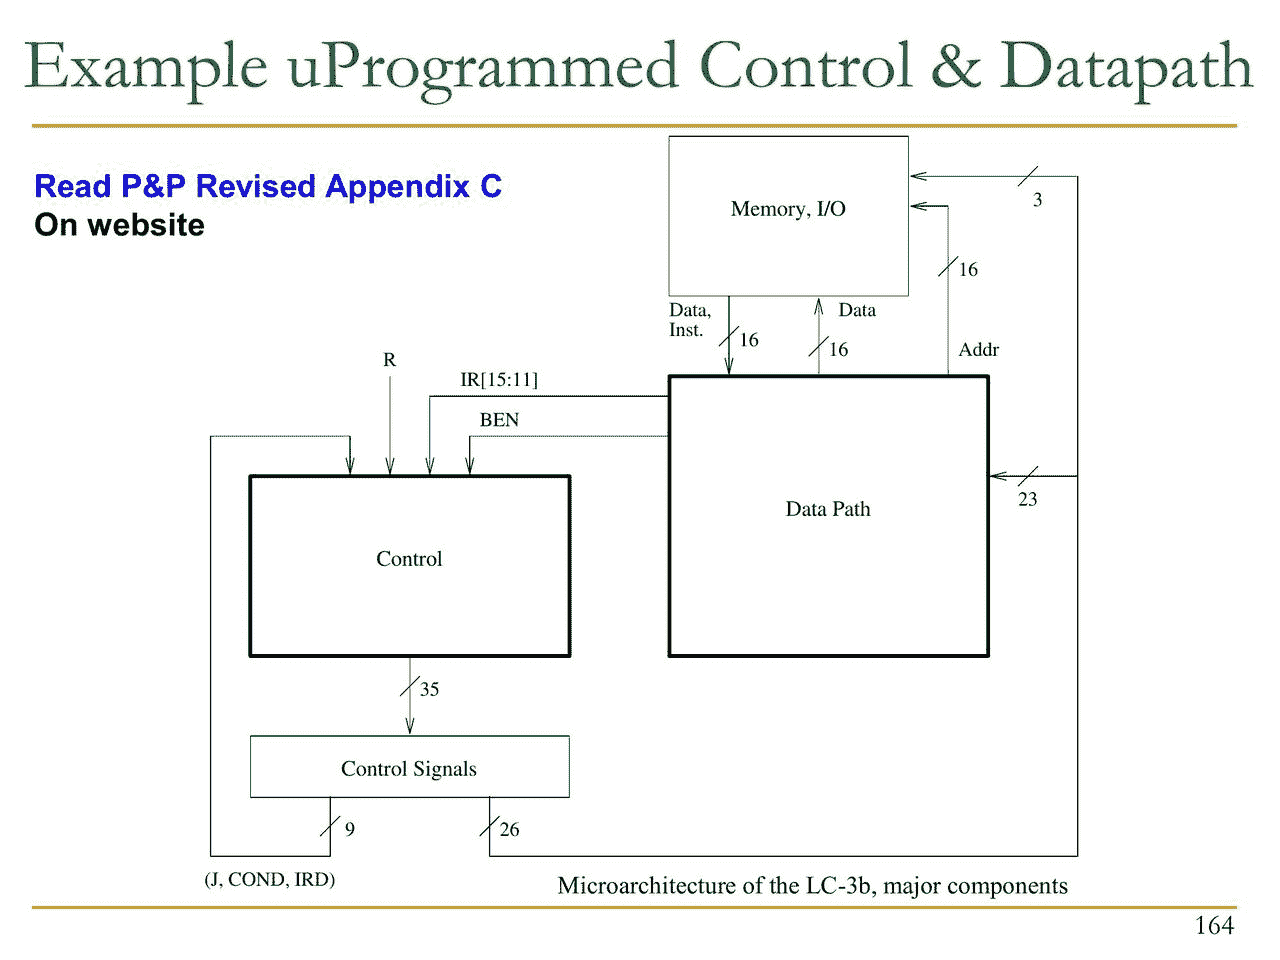 Example uProgrammed Control & Datapath
Read P&P Revised Appendix C
On website
Memory, I/O
3
16
Data,
Inst.
16
Data
16
Addr
R
IR[15:11]
BEN
Control
Data Path
23
35
Control Signals
9
26
(J, COND, IRD)
Microarchitecture of the LC-3b, major components
164